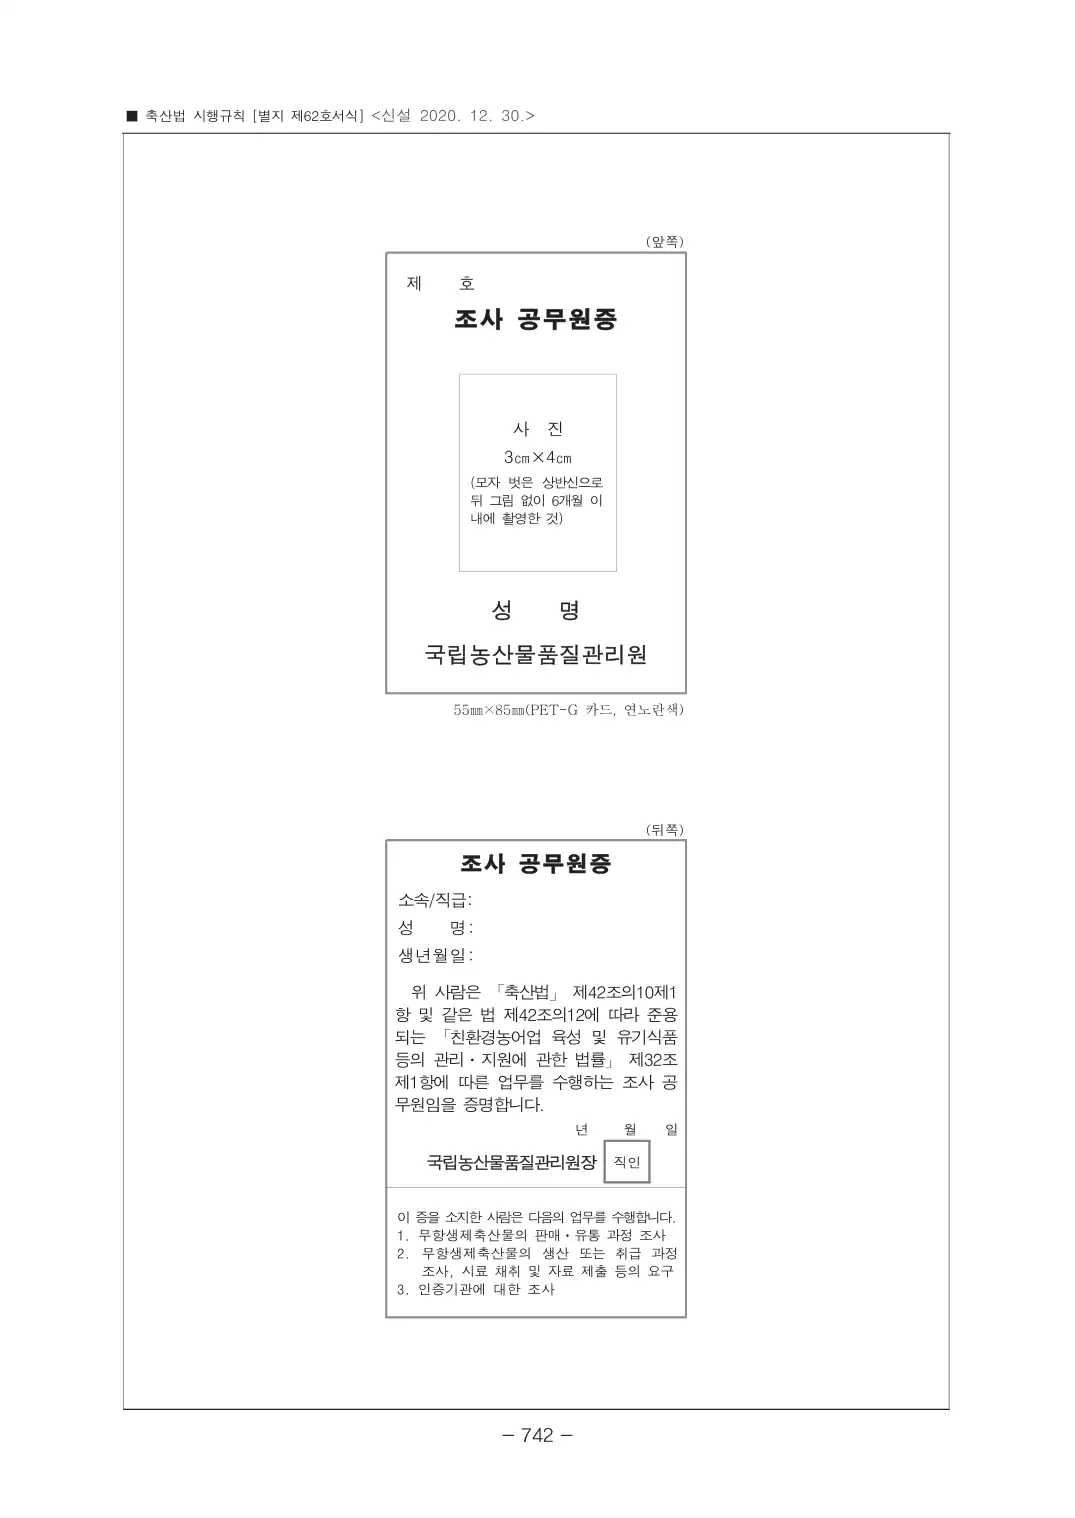 ■ 축산법 시행규칙 [별지 제62호서식] <신설 2020. 12. 30.>
(앞쪽)
제 호
조사 공무원증
사 진
3㎝×4㎝
(모자 벗은 상반신으로
뒤 그림 없이 6개월 이
내에 촬영한 것)
성 명
국립농산물품질관리원
55㎜×85㎜(PET-G 카드, 연노란색)
(뒤쪽)
조사 공무원증
소속/직급:
성 명:
생년월일:
위 사람은 「축산법」 제42조의10제1
항 및 같은 법 제42조의12에 따라 준용
되는 「친환경농어업 육성 및 유기식품
등의 관리·지원에 관한 법률」 제32조
제1항에 따른 업무를 수행하는 조사 공
무원임을 증명합니다.
년 월 일
국립농산물품질관리원장 직인
이 증을 소지한 사람은 다음의 업무를 수행합니다.
1. 무항생제축산물의 판매·유통 과정 조사
2. 무항생제축산물의 생산 또는 취급 과정
조사, 시료 채취 및 자료 제출 등의 요구
3. 인증기관에 대한 조사
- 742 -